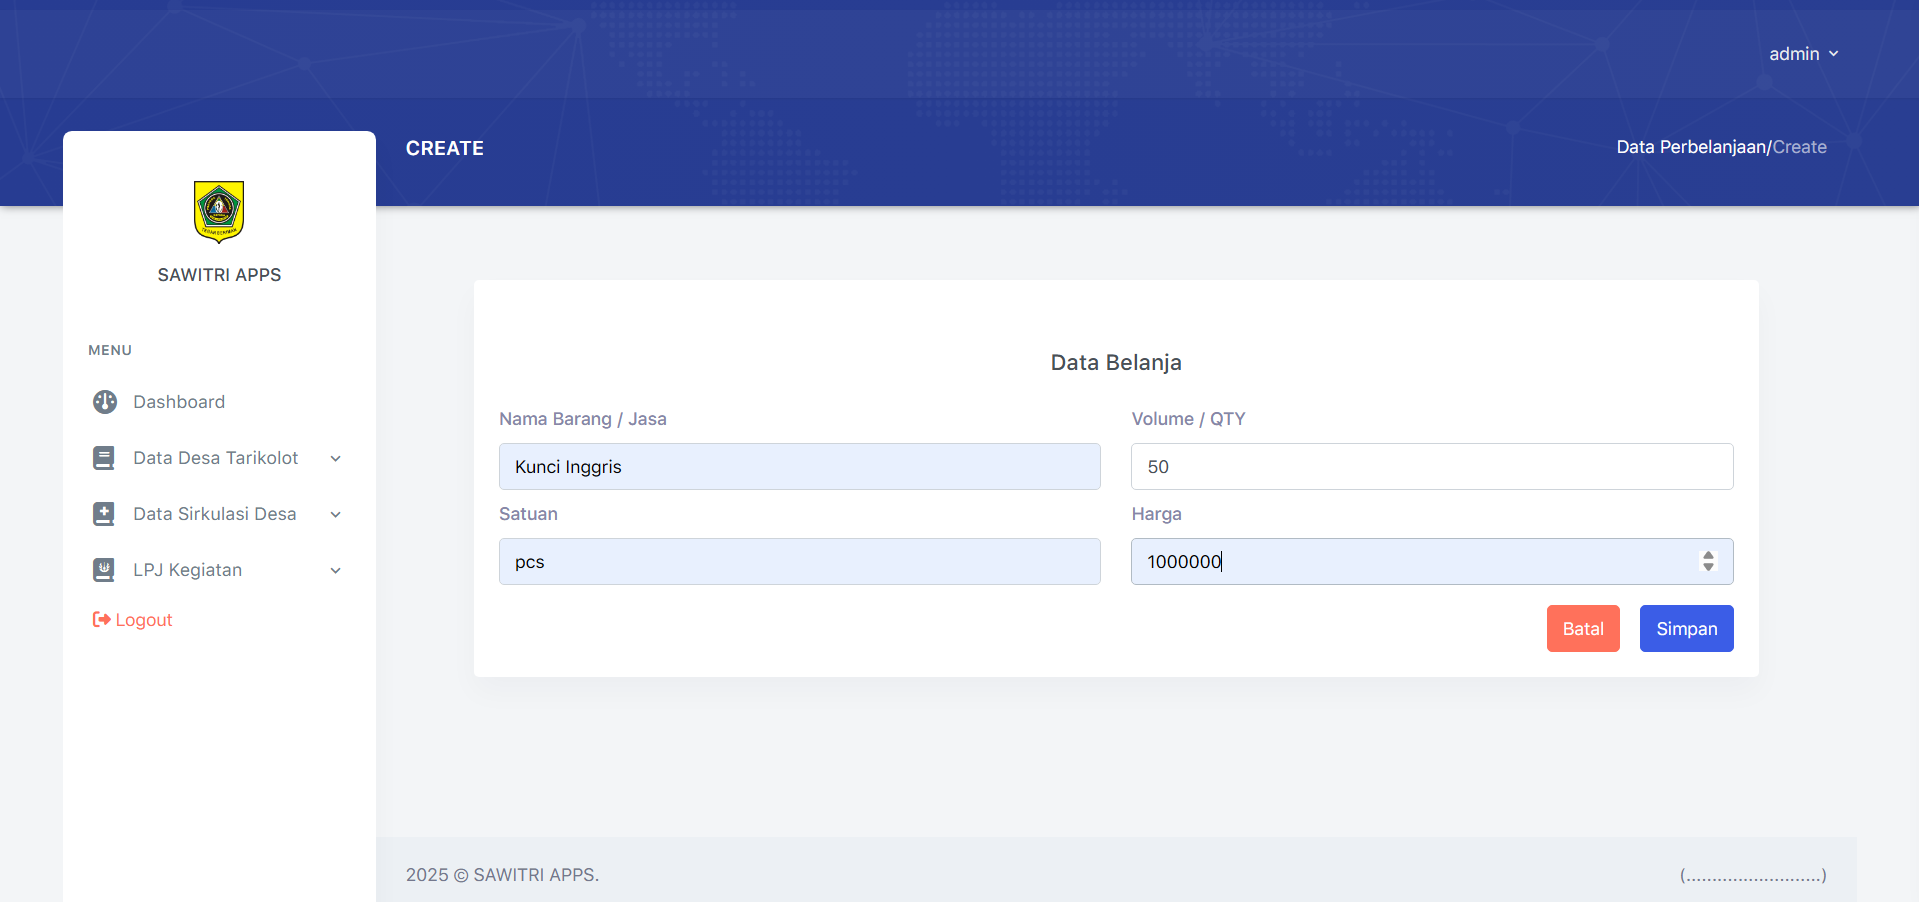 admin
CREATE
Data Perbelanjaan/Create
SAWITRI APPS
MENU
Dashboard
Data Desa Tarikolot
Data Sirkulasi Desa
LPJ Kegiatan
Logout
Data Belanja
Nama Barang / Jasa
Volume / QTY
Kunci Inggris
50
Satuan
Harga
pcs
1000000
Batal
Simpan
2025 © SAWITRI APPS.
(..........................)